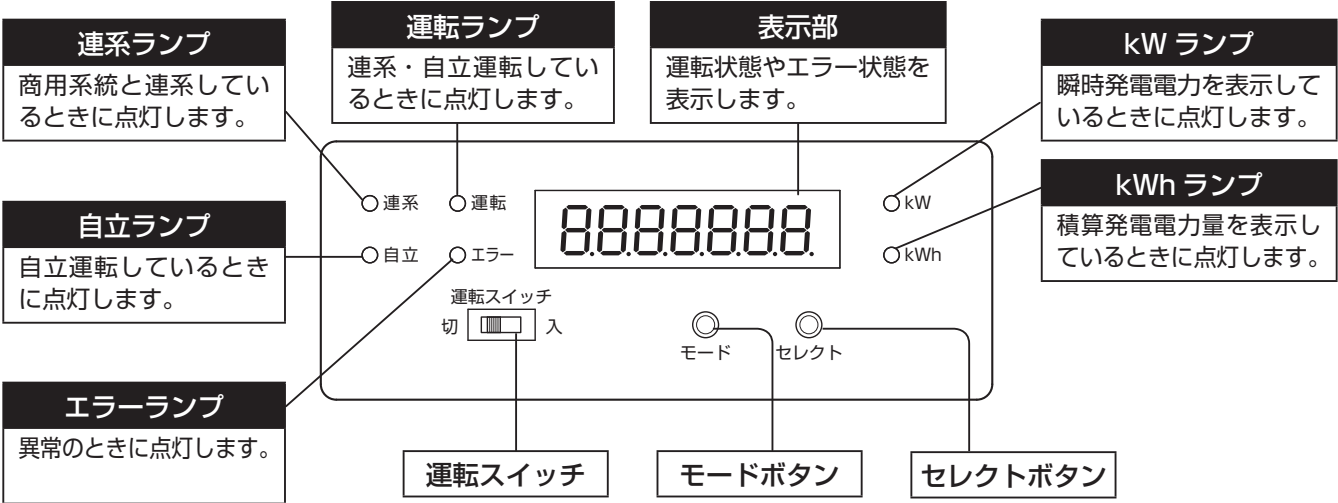 連系ランプ
商用系統と連系してい
るときに点灯します。
運転ランプ
連系・自立運転してい
るときに点灯します。
表示部
運転状態やエラー状態を
表示します。
kW ランプ
瞬時発電電力を表示して
いるときに点灯します。
自立ランプ
自立運転しているとき
に点灯します。
kWh ランプ
積算発電電力量を表示し
ているときに点灯します。
連系 運転 8.8.8.8.8.8.8. kW
自立 エラー kWh
運転スイッチ
切 入
モード セレクト
エラーランプ
異常のときに点灯します。
運転スイッチ モードボタン セレクトボタン